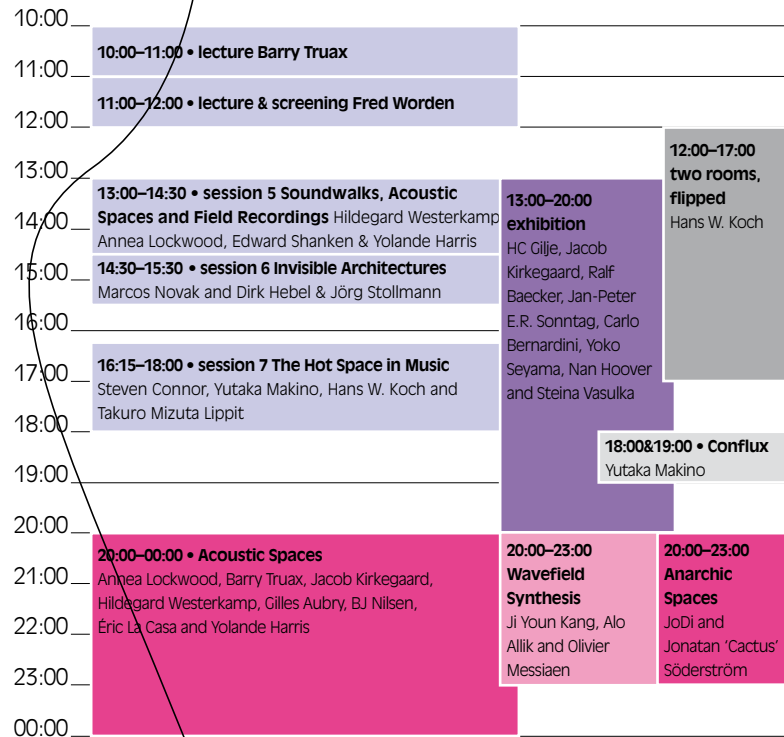 10:00
11:00
12:00
13:00
14:00
15:00
16:00
17:00
18:00
19:00
20:00
21:00
22:00
23:00
00:00
10:00–11:00 • lecture Barry Truax
11:00–12:00 • lecture & screening Fred Worden
13:00–14:30 • session 5 Soundwalks, Acoustic
Spaces and Field Recordings Hildegard Westerkamp
Annea Lockwood, Edward Shanken & Yolande Harris
14:30–15:30 • session 6 Invisible Architectures
Marcos Novak and Dirk Hebel & Jörg Stollmann
16:15–18:00 • session 7 The Hot Space in Music
Steven Connor, Yutaka Makino, Hans W. Koch and
Takuro Mizuta Lippit
13:00–20:00
exhibition
HC Gilje, Jacob
Kirkegaard, Ralf
Baecker, Jan-Peter
E.R. Sonntag, Carlo
Bernardini, Yoko
Seyama, Nan Hoover
and Steina Vasulka
12:00–17:00
two rooms,
flipped
Hans W. Koch
18:00&19:00 • Conflux
Yutaka Makino
20:00–00:00 • Acoustic Spaces
Annea Lockwood, Barry Truax, Jacob Kirkegaard,
Hildegard Westerkamp, Gilles Aubry, BJ Nilsen,
Éric La Casa and Yolande Harris
20:00–23:00
Wavefield
Synthesis
Ji Youn Kang, Alo
Allik and Olivier
Messiaen
20:00–23:00
Anarchic
Spaces
JoDi and
Jonatan ‘Cactus’
Söderström